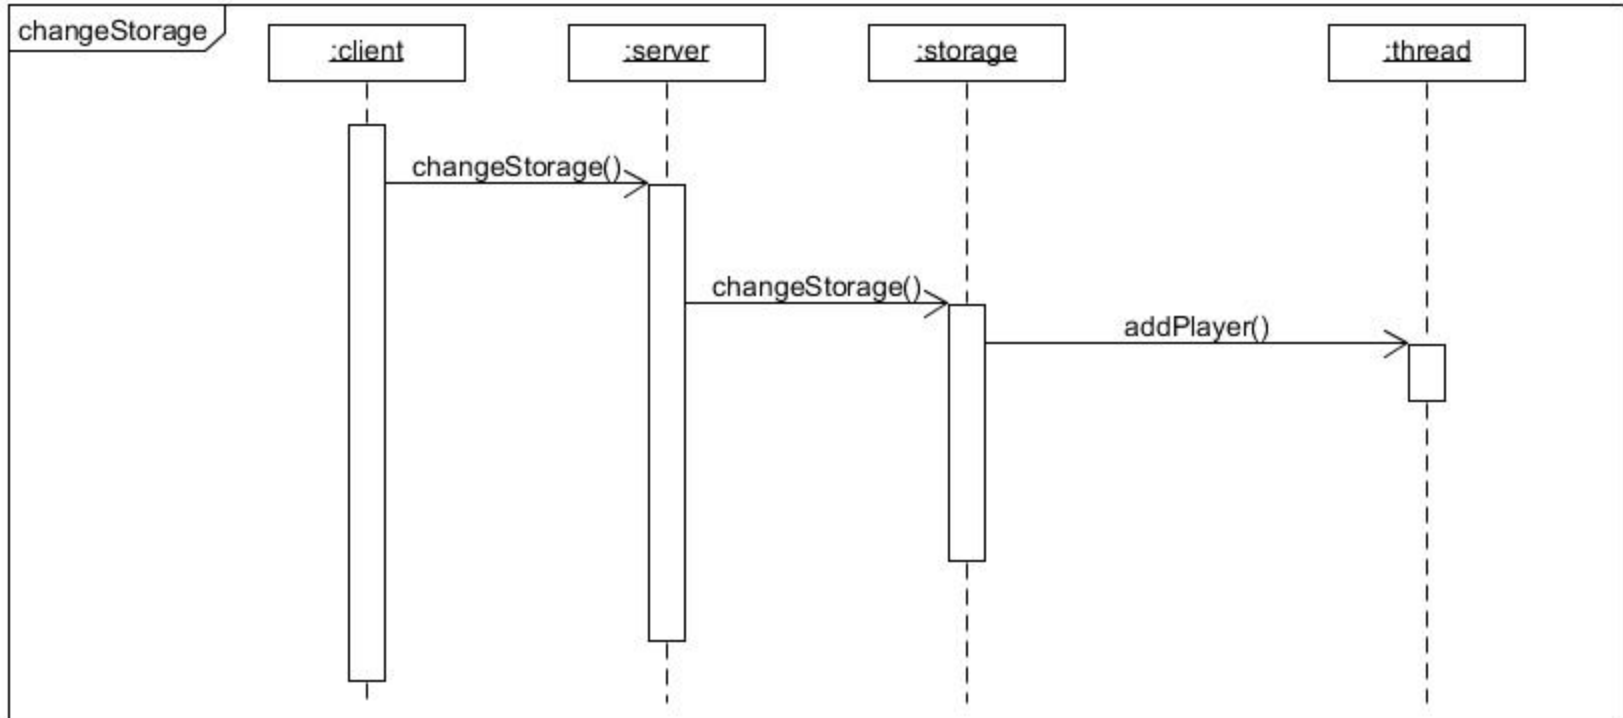 changeStorage
:client
:server
:storage
:thread
changeStorage()
changeStorage()
addPlayer()